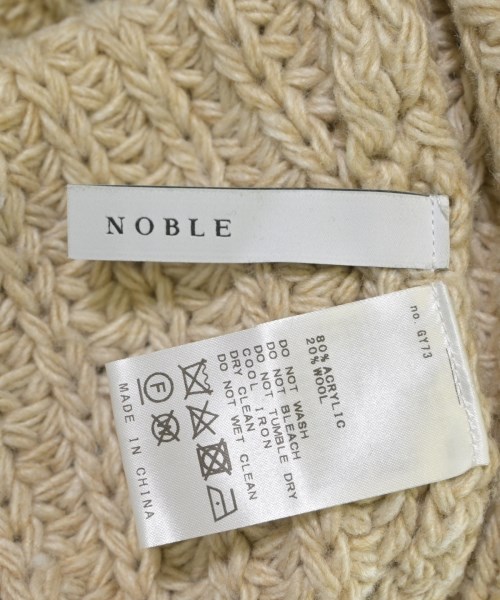 NOBLE
no. GY73
80% ACRYLIC
20% WOOL
DO NOT WASH
DO NOT BLEACH
DO NOT TUMBLE DRY
COOL IRON
DRY CLEAN
DO NOT WET CLEAN
F
W
MADE IN CHINA